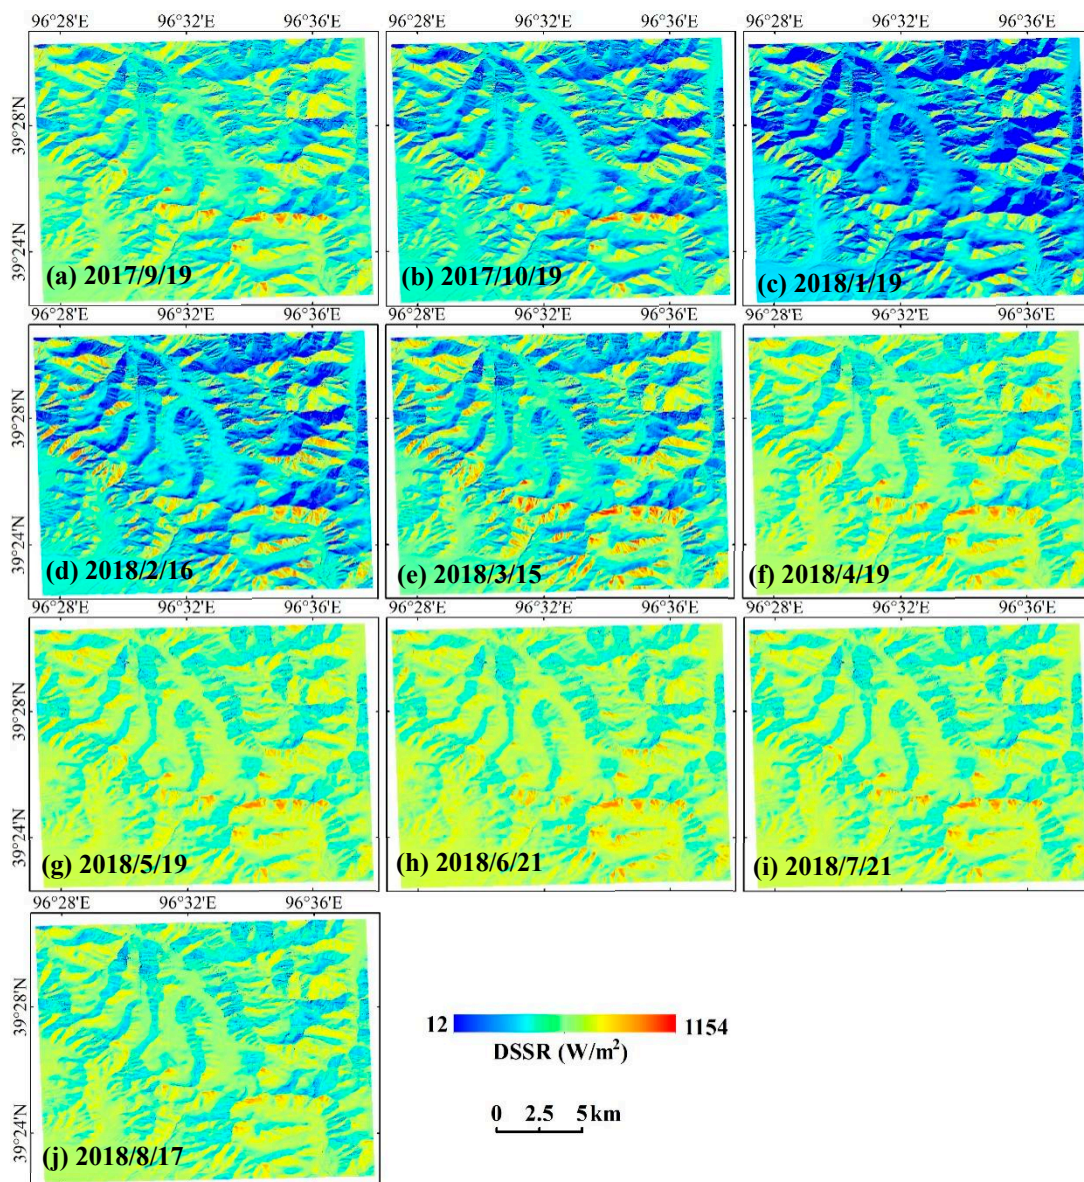 96°28'E 96°32'E 96°36'E 96°28'E 96°32'E 96°36'E 96°28'E 96°32'E 96°36'E
39°28'N
39°24'N
(a) 2017/9/19 (b) 2017/10/19 (c) 2018/1/19
96°28'E 96°32'E 96°36'E 96°28'E 96°32'E 96°36'E 96°28'E 96°32'E 96°36'E
39°28'N
39°24'N
(d) 2018/2/16 (e) 2018/3/15 (f) 2018/4/19
96°28'E 96°32'E 96°36'E 96°28'E 96°32'E 96°36'E 96°28'E 96°32'E 96°36'E
39°28'N
39°24'N
(g) 2018/5/19 (h) 2018/6/21 (i) 2018/7/21
96°28'E 96°32'E 96°36'E
39°28'N
39°24'N
(j) 2018/8/17
12 1154
DSSR (W/m²)
0 2.5 5 km